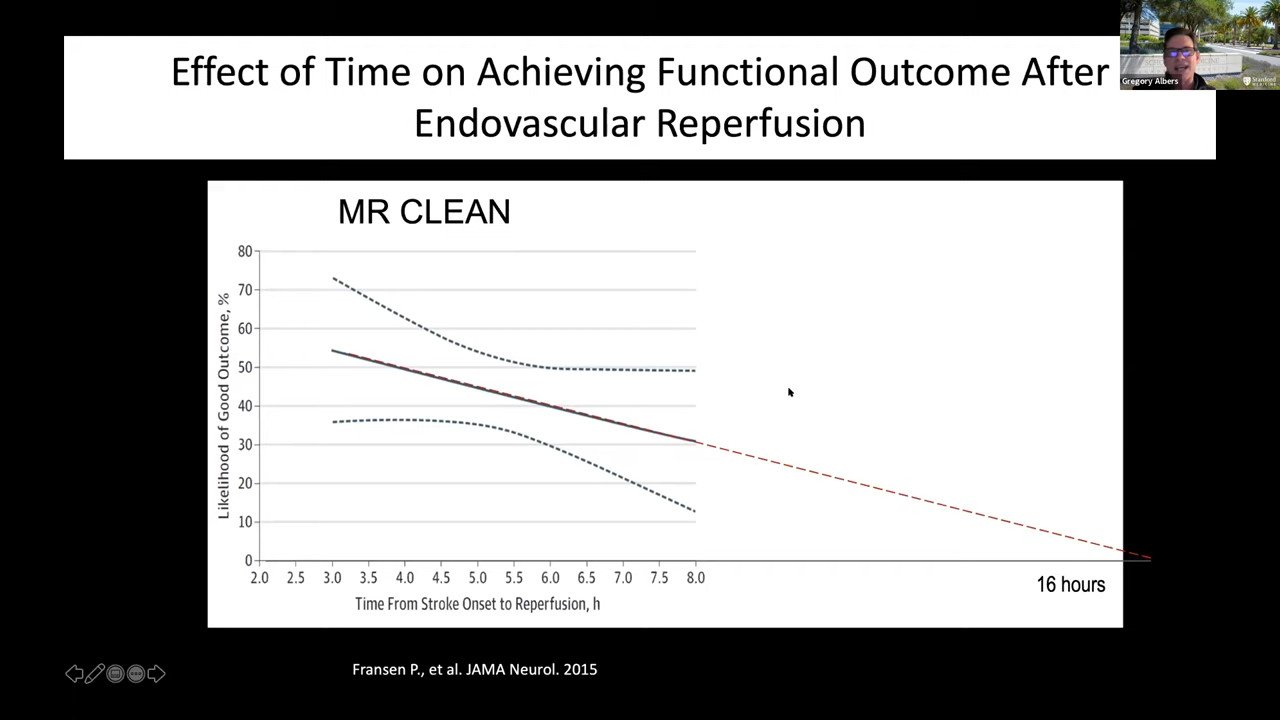 Effect of Time on Achieving Functional Outcome After
Endovascular Reperfusion
Gregory Albers
Stanford
MR CLEAN
80
70
60
50
40
30
20
10
0
Likelihood of Good Outcome, %
2.0 2.5 3.0 3.5 4.0 4.5 5.0 5.5 6.0 6.5 7.0 7.5 8.0
16 hours
Time From Stroke Onset to Reperfusion, h
Fransen P., et al. JAMA Neurol. 2015